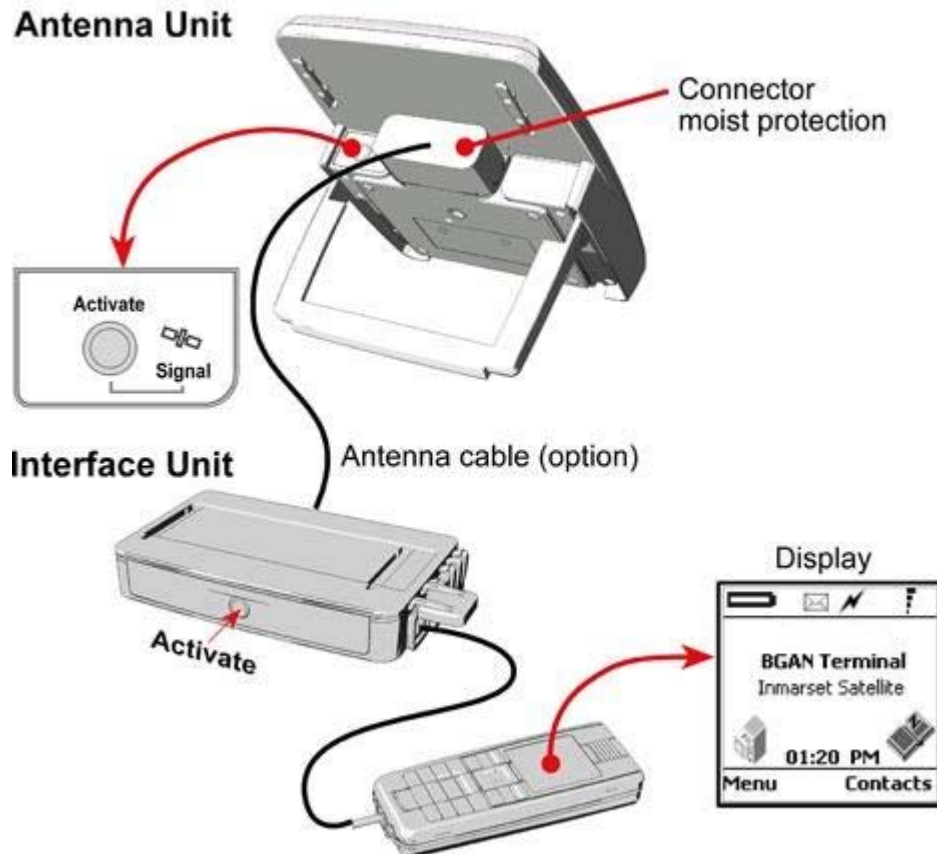 Antenna Unit
Connector
moist protection
Activate
Signal
Interface Unit
Antenna cable (option)
Activate
Display
BGAN Terminal
Inmarset Satellite
01:20 PM
Menu Contacts